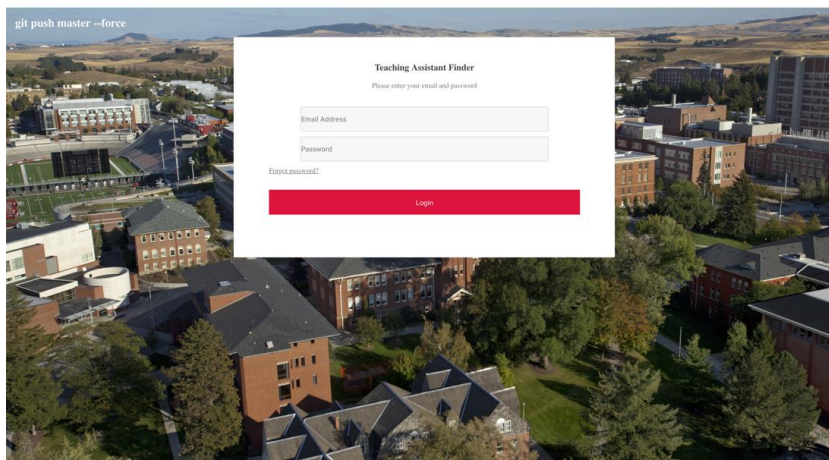 git push master --force
Teaching Assistant Finder
Please enter your email and password
Email Address
Password
Forgot password?
Login